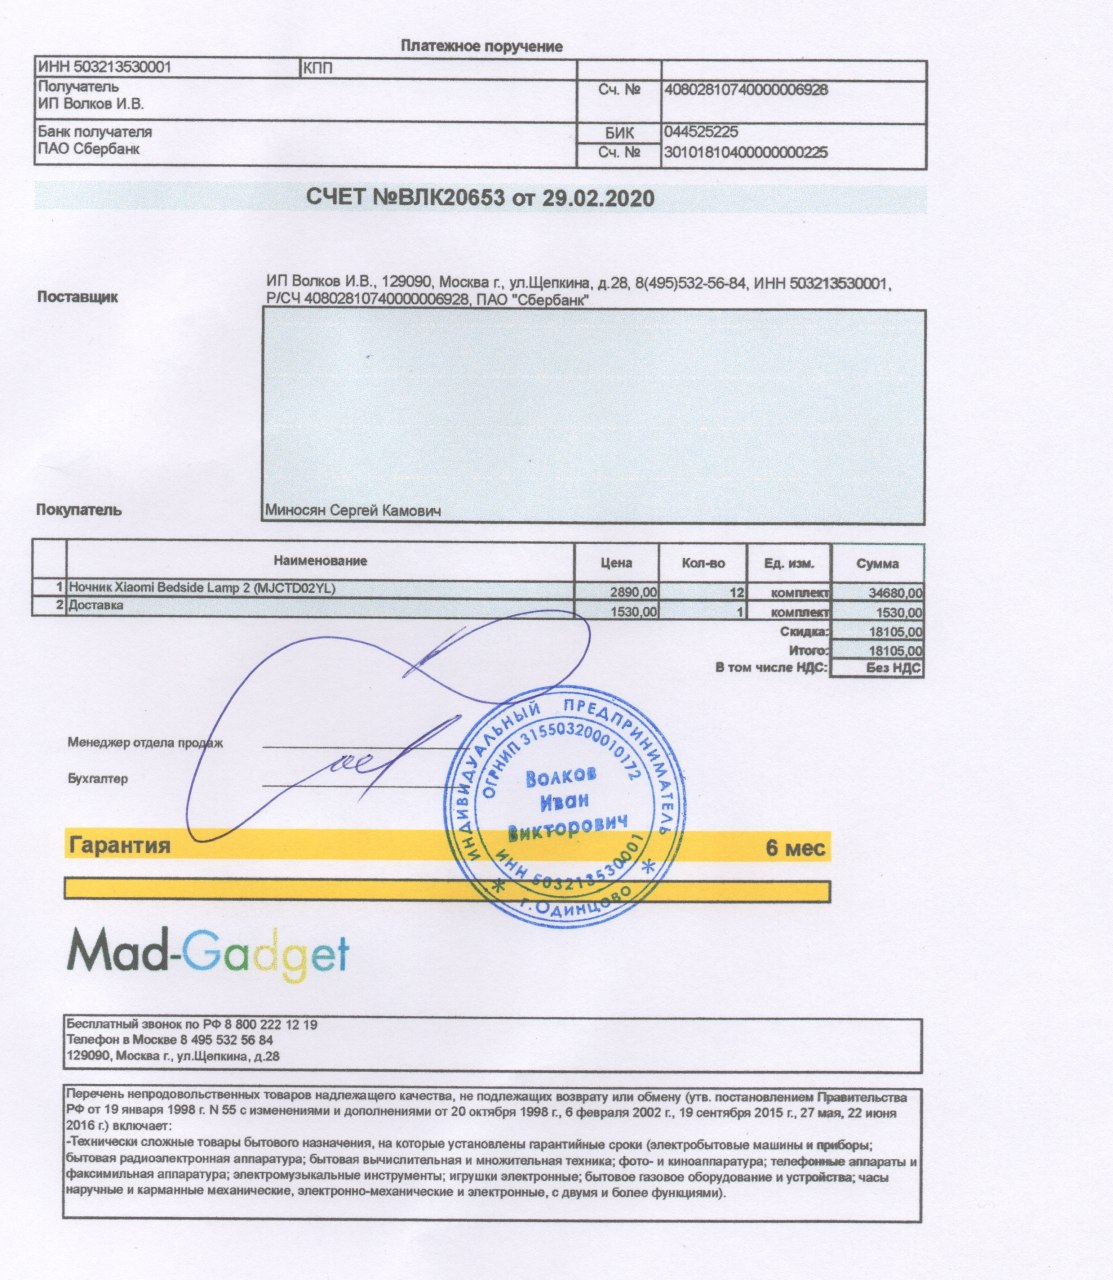 Платежное поручение
ИНН 503213530001 КПП
Получатель Сч. № 40802810740000006928
ИП Волков И.В.
Банк получателя БИК 044525225
ПАО Сбербанк Сч. № 30101810400000000225
СЧЕТ №ВЛК20653 от 29.02.2020
Поставщик
ИП Волков И.В., 129090, Москва г., ул.Щепкина, д.28, 8(495)532-56-84, ИНН 503213530001,
Р/СЧ 40802810740000006928, ПАО "Сбербанк"
Покупатель Миносян Сергей Камович
Наименование Цена Кол-во Ед. изм. Сумма
1 Ночник Xiaomi Bedside Lamp 2 (MJCTD02YL) 2890,00 12 комплект 34680,00
2 Доставка 1530,00 1 комплект 1530,00
Скидка: 18105,00
Итого: 18105,00
В том числе НДС: Без НДС
Менеджер отдела продаж
Бухгалтер
ИНДИВИДУАЛЬНЫЙ ПРЕДПРИНИМАТЕЛЬ
ОГРНИП 315503200010172
Волков
Иван
Викторович
ИНН 503213530001
* г.Одинцово *
Гарантия 6 мес
Mad-Gadget
Бесплатный звонок по РФ 8 800 222 12 19
Телефон в Москве 8 495 532 56 84
129090, Москва г., ул.Щепкина, д.28
Перечень непродовольственных товаров надлежащего качества, не подлежащих возврату или обмену (утв. постановлением Правительства
РФ от 19 января 1998 г. N 55 с изменениями и дополнениями от 20 октября 1998 г., 6 февраля 2002 г., 19 сентября 2015 г., 27 мая, 22 июня
2016 г.) включает:
-Технически сложные товары бытового назначения, на которые установлены гарантийные сроки (электробытовые машины и приборы;
бытовая радиоэлектронная аппаратура; бытовая вычислительная и множительная техника; фото- и киноаппаратура; телефонные аппараты и
факсимильная аппаратура; электромузыкальные инструменты; игрушки электронные; бытовое газовое оборудование и устройства; часы
наручные и карманные механические, электронно-механические и электронные, с двумя и более функциями).